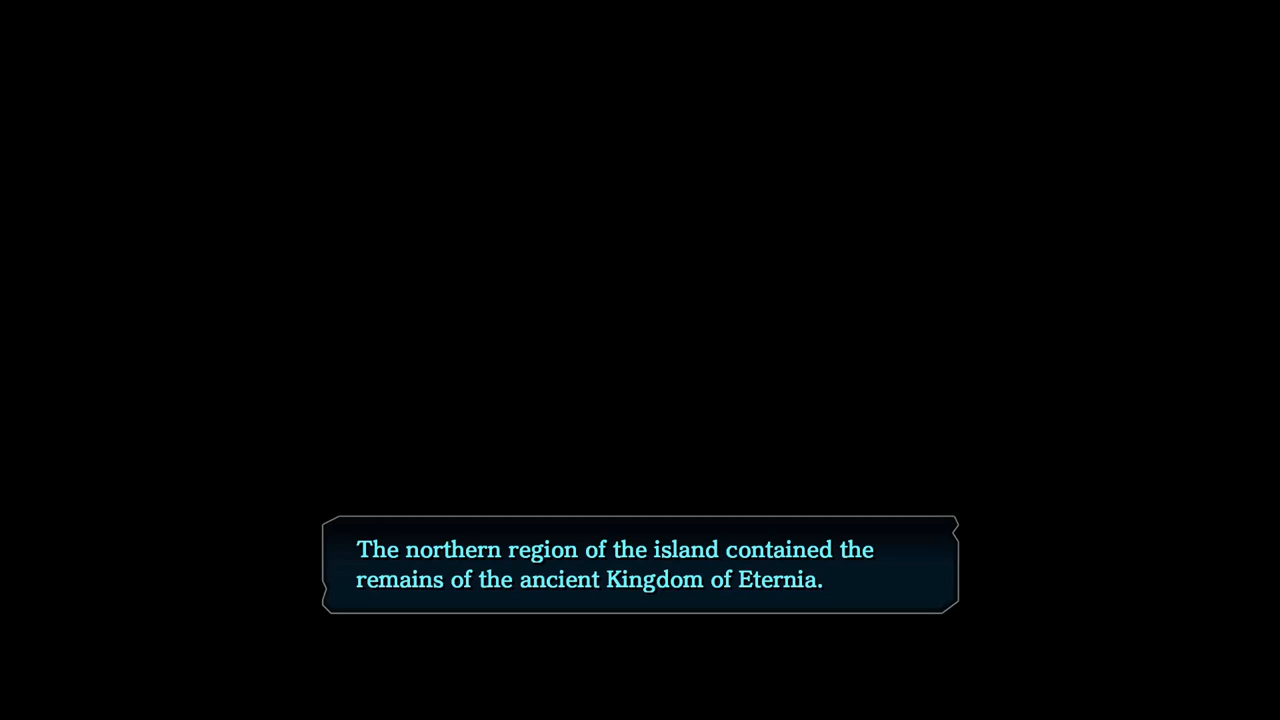 The northern region of the island contained the
remains of the ancient Kingdom of Eternia.